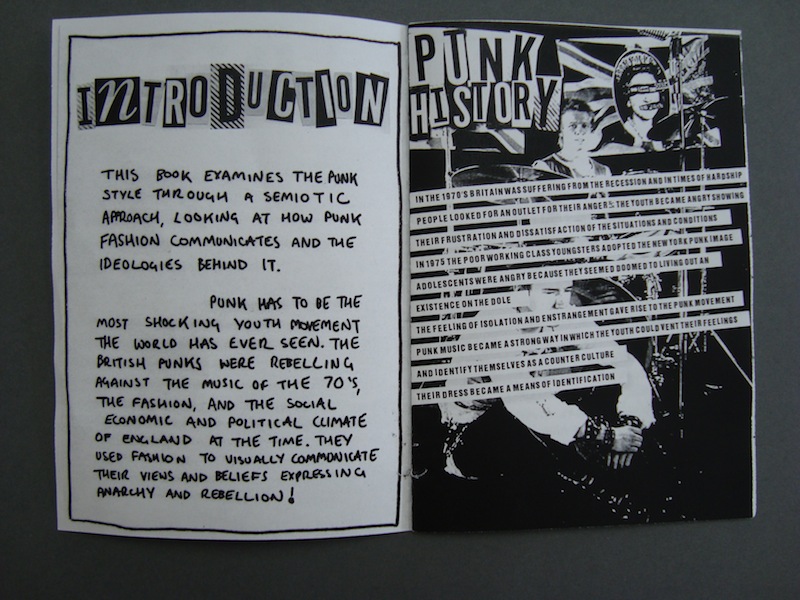 INTRODUCTION
THIS BOOK EXAMINES THE PUNK
STYLE THROUGH A SEMIOTIC
APPROACH, LOOKING AT HOW PUNK
FASHION COMMUNICATES AND THE
IDEOLOGIES BEHIND IT.
PUNK HAS TO BE THE
MOST SHOCKING YOUTH MOVEMENT
THE WORLD HAS EVER SEEN. THE
BRITISH PUNKS WERE REBELLING
AGAINST THE MUSIC OF THE 70'S,
THE FASHION, AND THE SOCIAL
ECONOMIC AND POLITICAL CLIMATE
OF ENGLAND AT THE TIME. THEY
USED FASHION TO VISUALLY COMMUNICATE
THEIR VIEWS AND BELIEFS EXPRESSING
ANARCHY AND REBELLION!
PUNK
HISTORY
IN THE 1970'S BRITAIN WAS SUFFERING FROM THE RECESSION AND IN TIMES OF HARDSHIP
PEOPLE LOOKED FOR AN OUTLET FOR THEIR ANGER: THE YOUTH BECAME ANGRY SHOWING
THEIR FRUSTRATION AND DISSATISFACTION OF THE SITUATIONS AND CONDITIONS
IN 1975 THE POOR WORKING CLASS YOUNGSTERS ADOPTED THE NEW YORK PUNK IMAGE
ADOLESCENTS WERE ANGRY BECAUSE THEY SEEMED DOOMED TO LIVING OUT AN
EXISTENCE ON THE DOLE
THE FEELING OF ISOLATION AND ENSTRANGEMENT GAVE RISE TO THE PUNK MOVEMENT
PUNK MUSIC BECAME A STRONG WAY IN WHICH THE YOUTH COULD VENT THEIR FEELINGS
AND IDENTIFY THEMSELVES AS A COUNTER CULTURE
THEIR DRESS BECAME A MEANS OF IDENTIFICATION